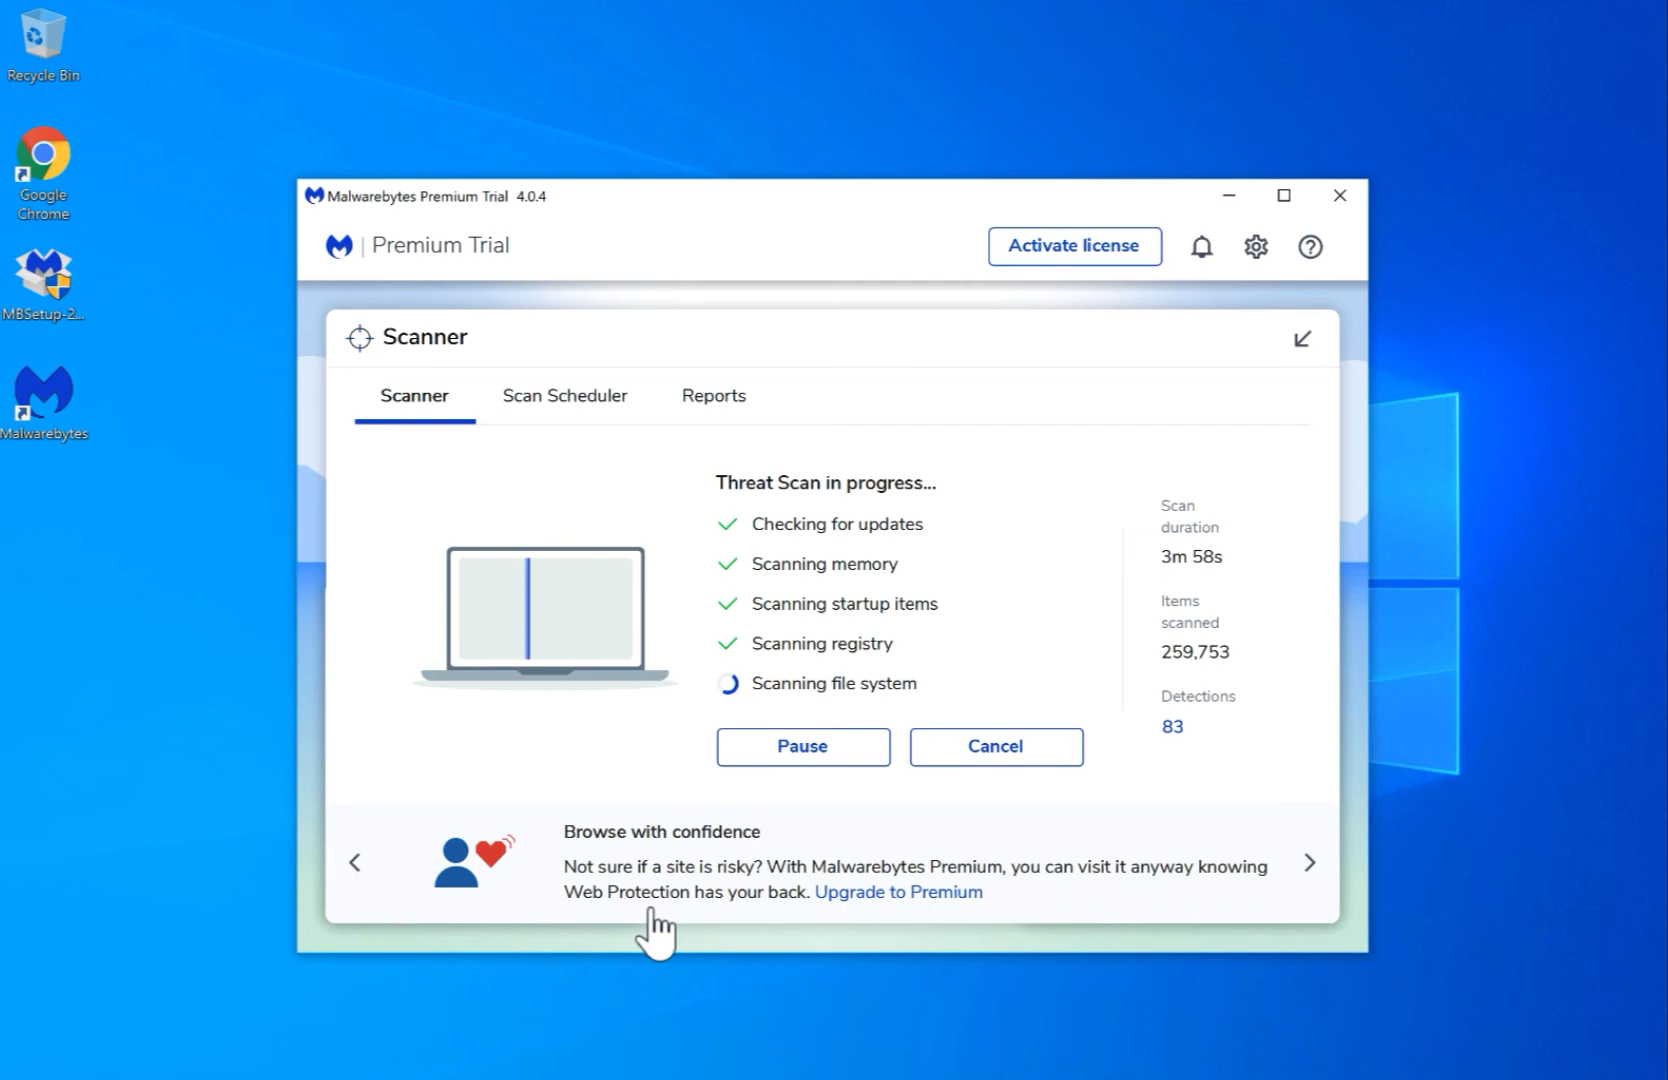 Recycle Bin
Google
Chrome
MBSetup-2...
Malwarebytes
Malwarebytes Premium Trial 4.0.4
Premium Trial
Activate license
Scanner
Scanner
Scan Scheduler
Reports
Threat Scan in progress...
Checking for updates
Scanning memory
Scanning startup items
Scanning registry
Scanning file system
Pause
Cancel
Scan
duration
3m 58s
Items
scanned
259,753
Detections
83
Browse with confidence
Not sure if a site is risky? With Malwarebytes Premium, you can visit it anyway knowing
Web Protection has your back. Upgrade to Premium